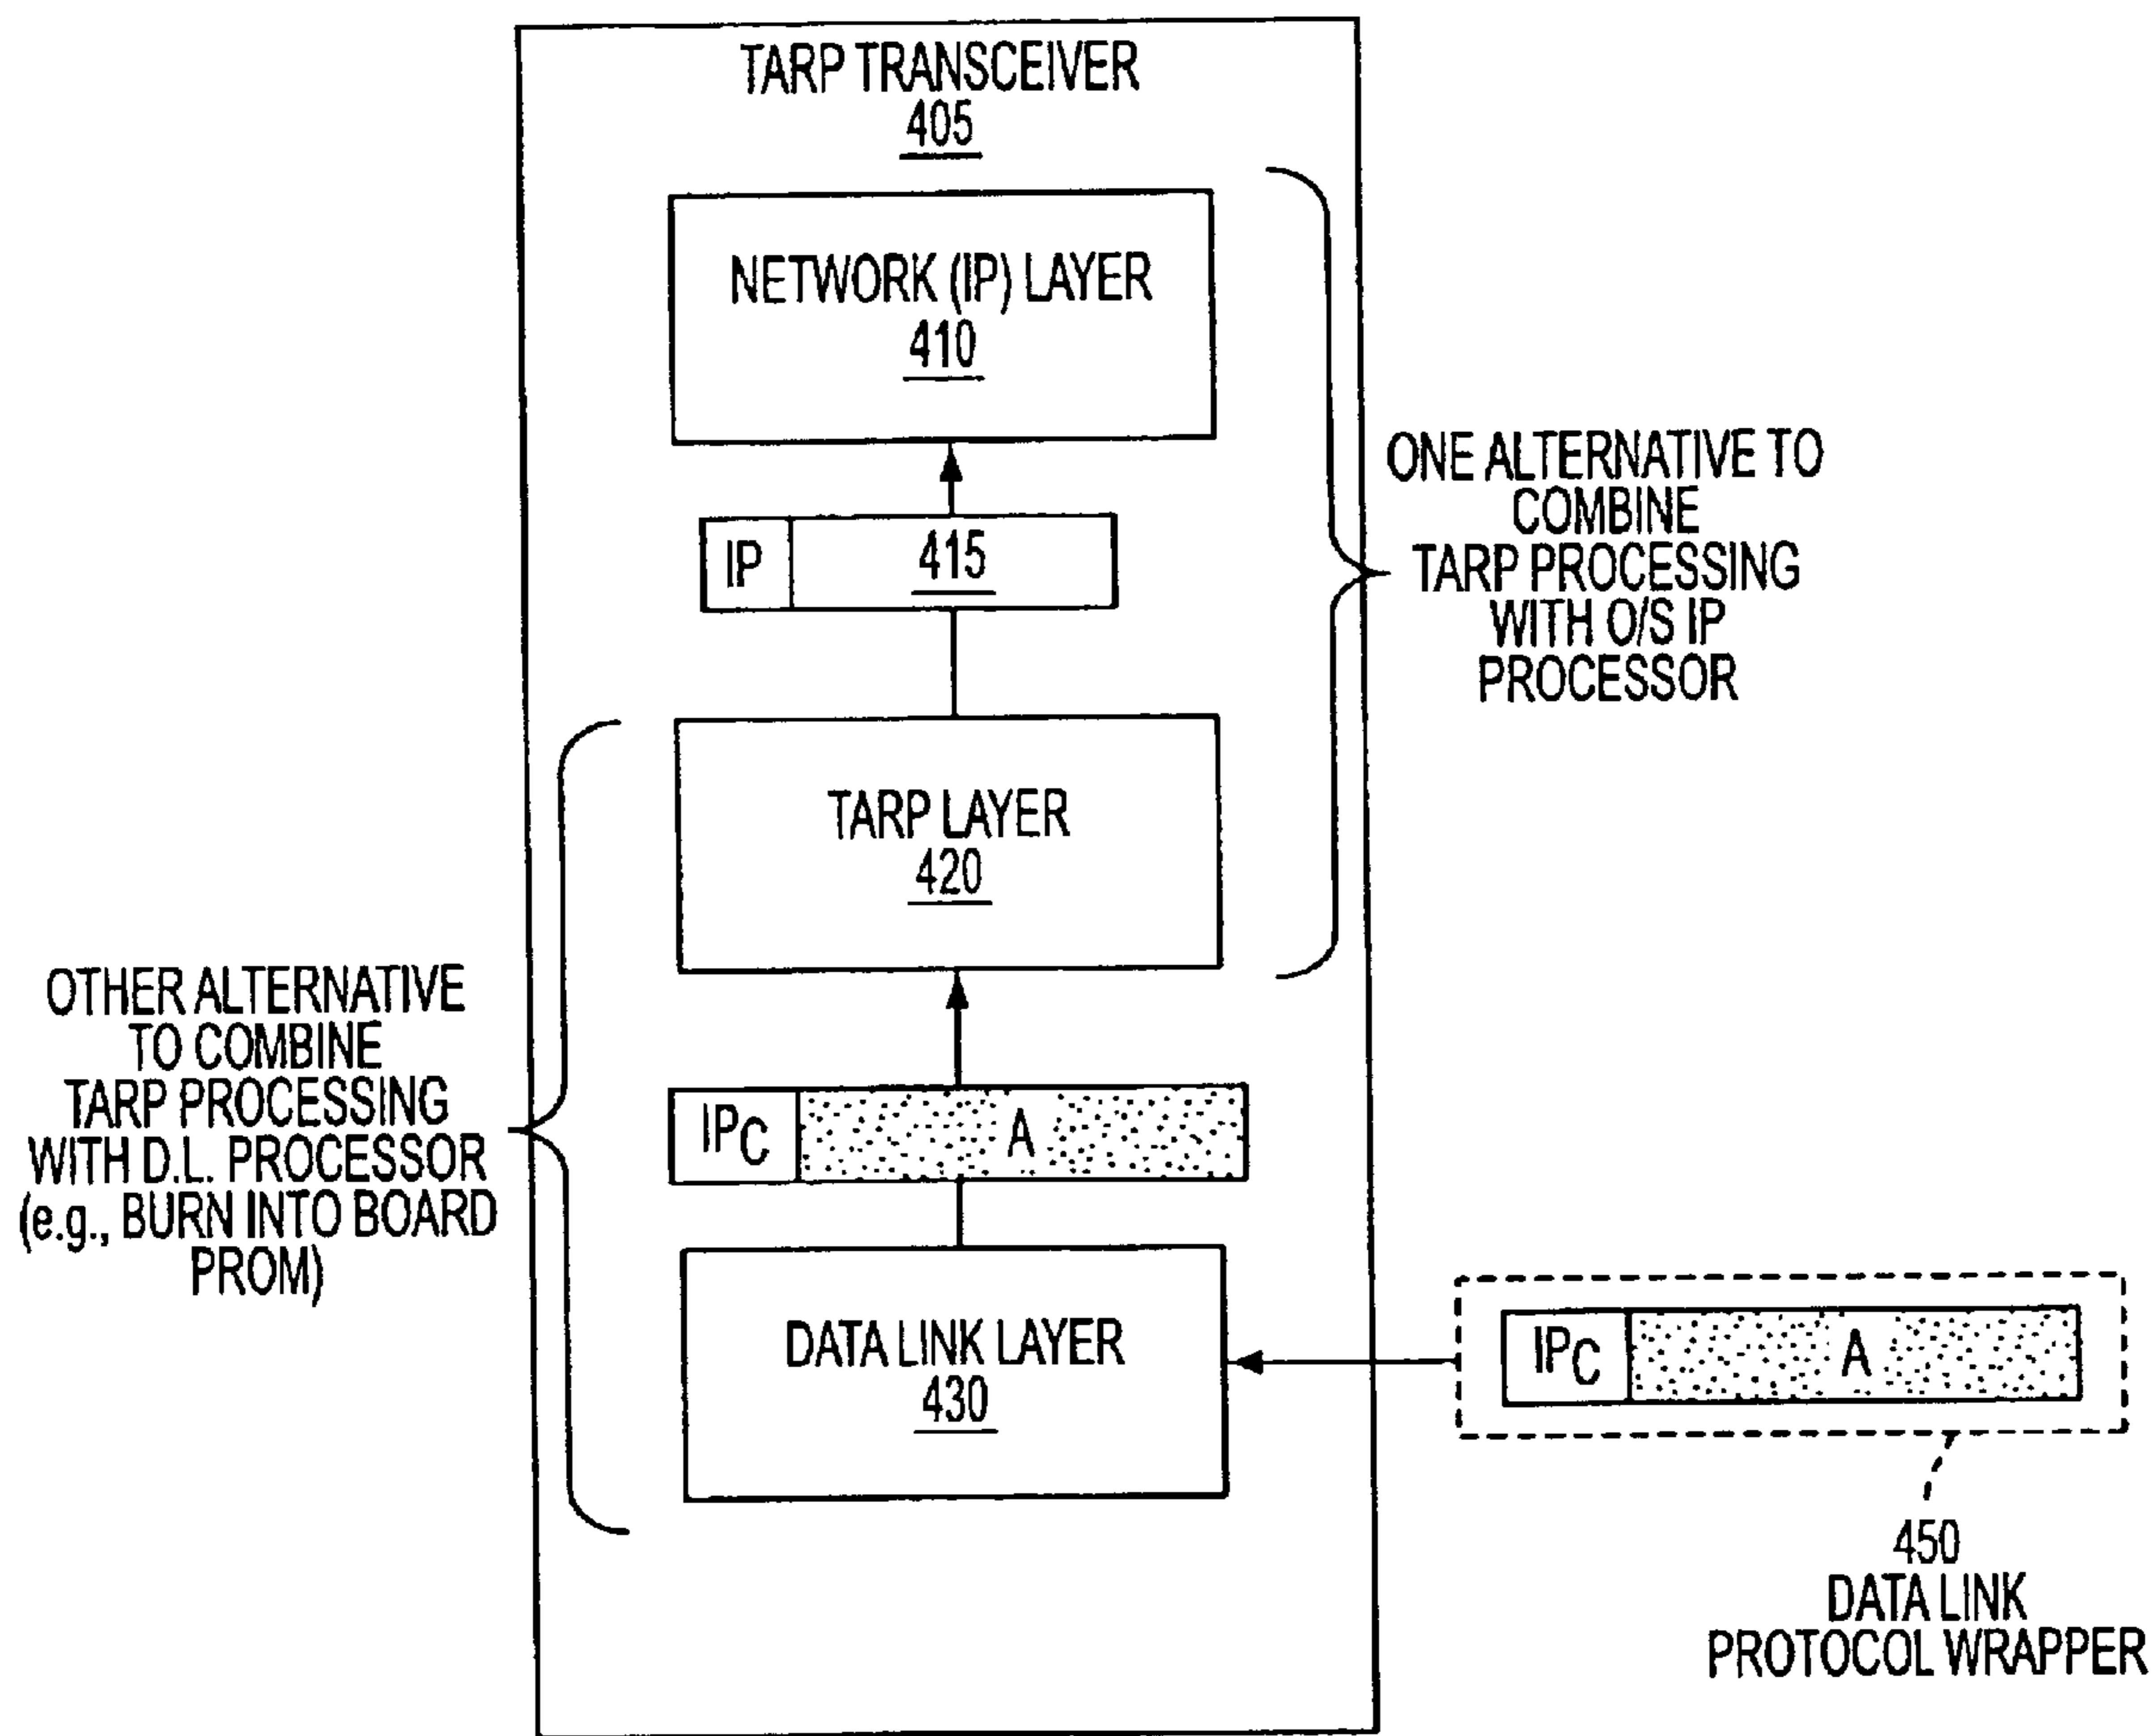 TARP TRANSCEIVER
405
NETWORK (IP) LAYER
410
IP
415
ONE ALTERNATIVE TO
COMBINE
TARP PROCESSING
WITH O/S IP
PROCESSOR
TARP LAYER
420
OTHER ALTERNATIVE
TO COMBINE
TARP PROCESSING
WITH D.L. PROCESSOR
(e.g., BURN INTO BOARD
PROM)
IPC
A
DATA LINK LAYER
430
IPC
A
450
DATA LINK
PROTOCOL WRAPPER